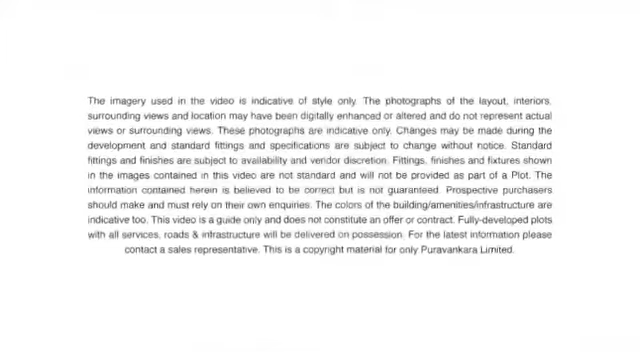 The imagery used in the video is indicative of style only. The photographs of the layout, interiors,
surrounding views and location may have been digitally enhanced or altered and do not represent actual
views or surrounding views. These photographs are indicative only. Changes may be made during the
development and standard fittings and specifications are subject to change without notice. Standard
fittings and finishes are subject to availability and vendor discretion. Fittings, finishes and fixtures shown
in the images contained in this video are not standard and will not be provided as part of a Plot. The
information contained herein is believed to be correct but is not guaranteed. Prospective purchasers
should make and must rely on their own enquiries. The colors of the building/amenities/infrastructure are
indicative too. This video is a guide only and does not constitute an offer or contract. Fully-developed plots
with all services, roads & infrastructure will be delivered on possession. For the latest information please
contact a sales representative. This is a copyright material for only Puravankara Limited.